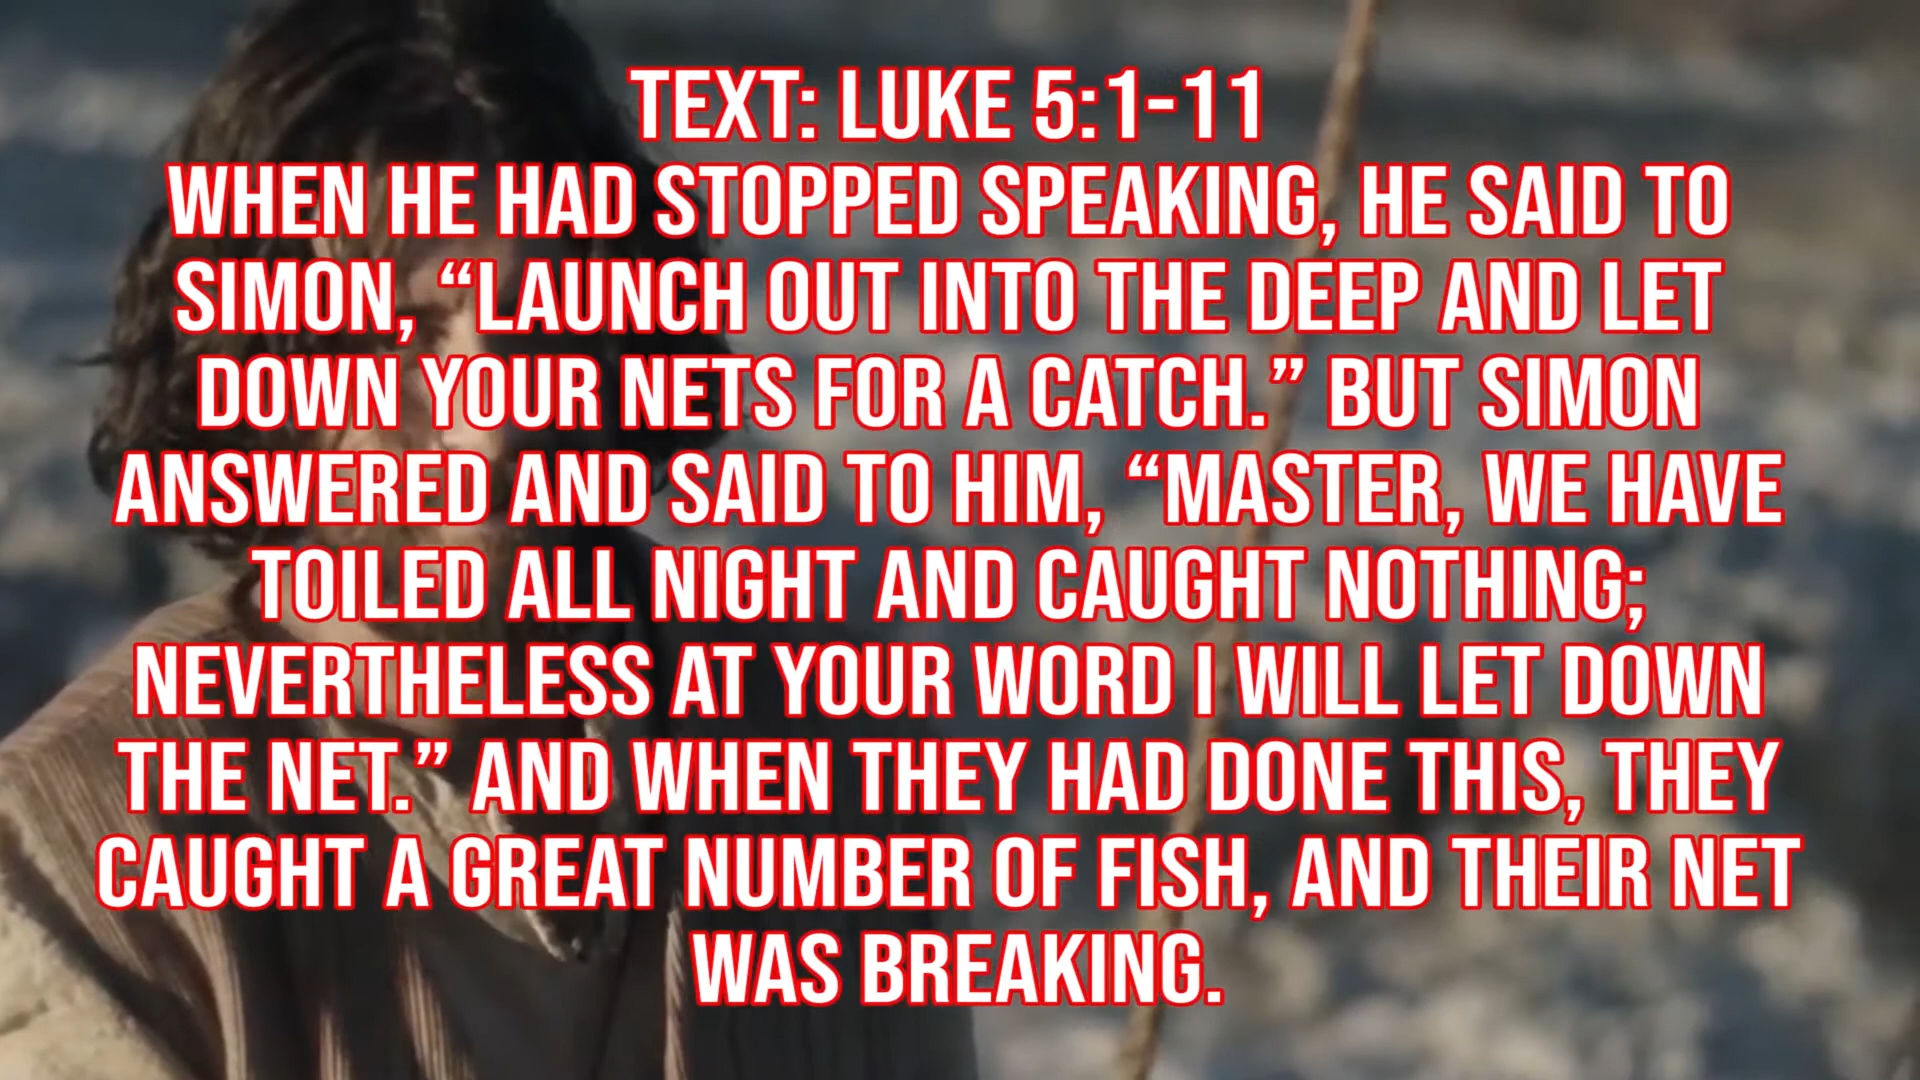 TEXT: LUKE 5:1-11
WHEN HE HAD STOPPED SPEAKING, HE SAID TO
SIMON, “LAUNCH OUT INTO THE DEEP AND LET
DOWN YOUR NETS FOR A CATCH.” BUT SIMON
ANSWERED AND SAID TO HIM, “MASTER, WE HAVE
TOILED ALL NIGHT AND CAUGHT NOTHING;
NEVERTHELESS AT YOUR WORD I WILL LET DOWN
THE NET.” AND WHEN THEY HAD DONE THIS, THEY
CAUGHT A GREAT NUMBER OF FISH, AND THEIR NET
WAS BREAKING.